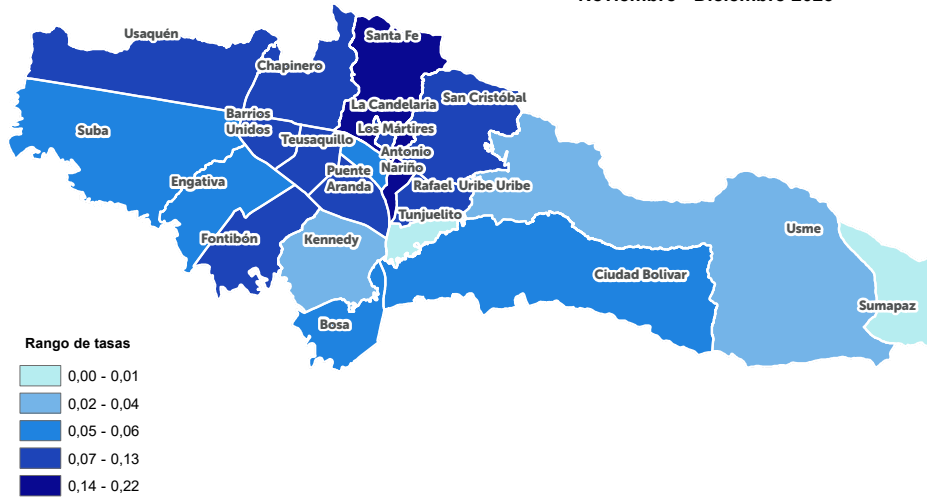 Usaquén
Santa Fe
Chapinero
San Cristóbal
La Candelaria
Barrios
Unidos
Los Mártires
Suba
Teusaquillo
Antonio
Nariño
Puente
Aranda
Engativa
Rafael Uribe Uribe
Tunjuelito
Fontibón
Kennedy
Usme
Ciudad Bolivar
Sumapaz
Bosa
Rango de tasas
0,00 - 0,01
0,02 - 0,04
0,05 - 0,06
0,07 - 0,13
0,14 - 0,22